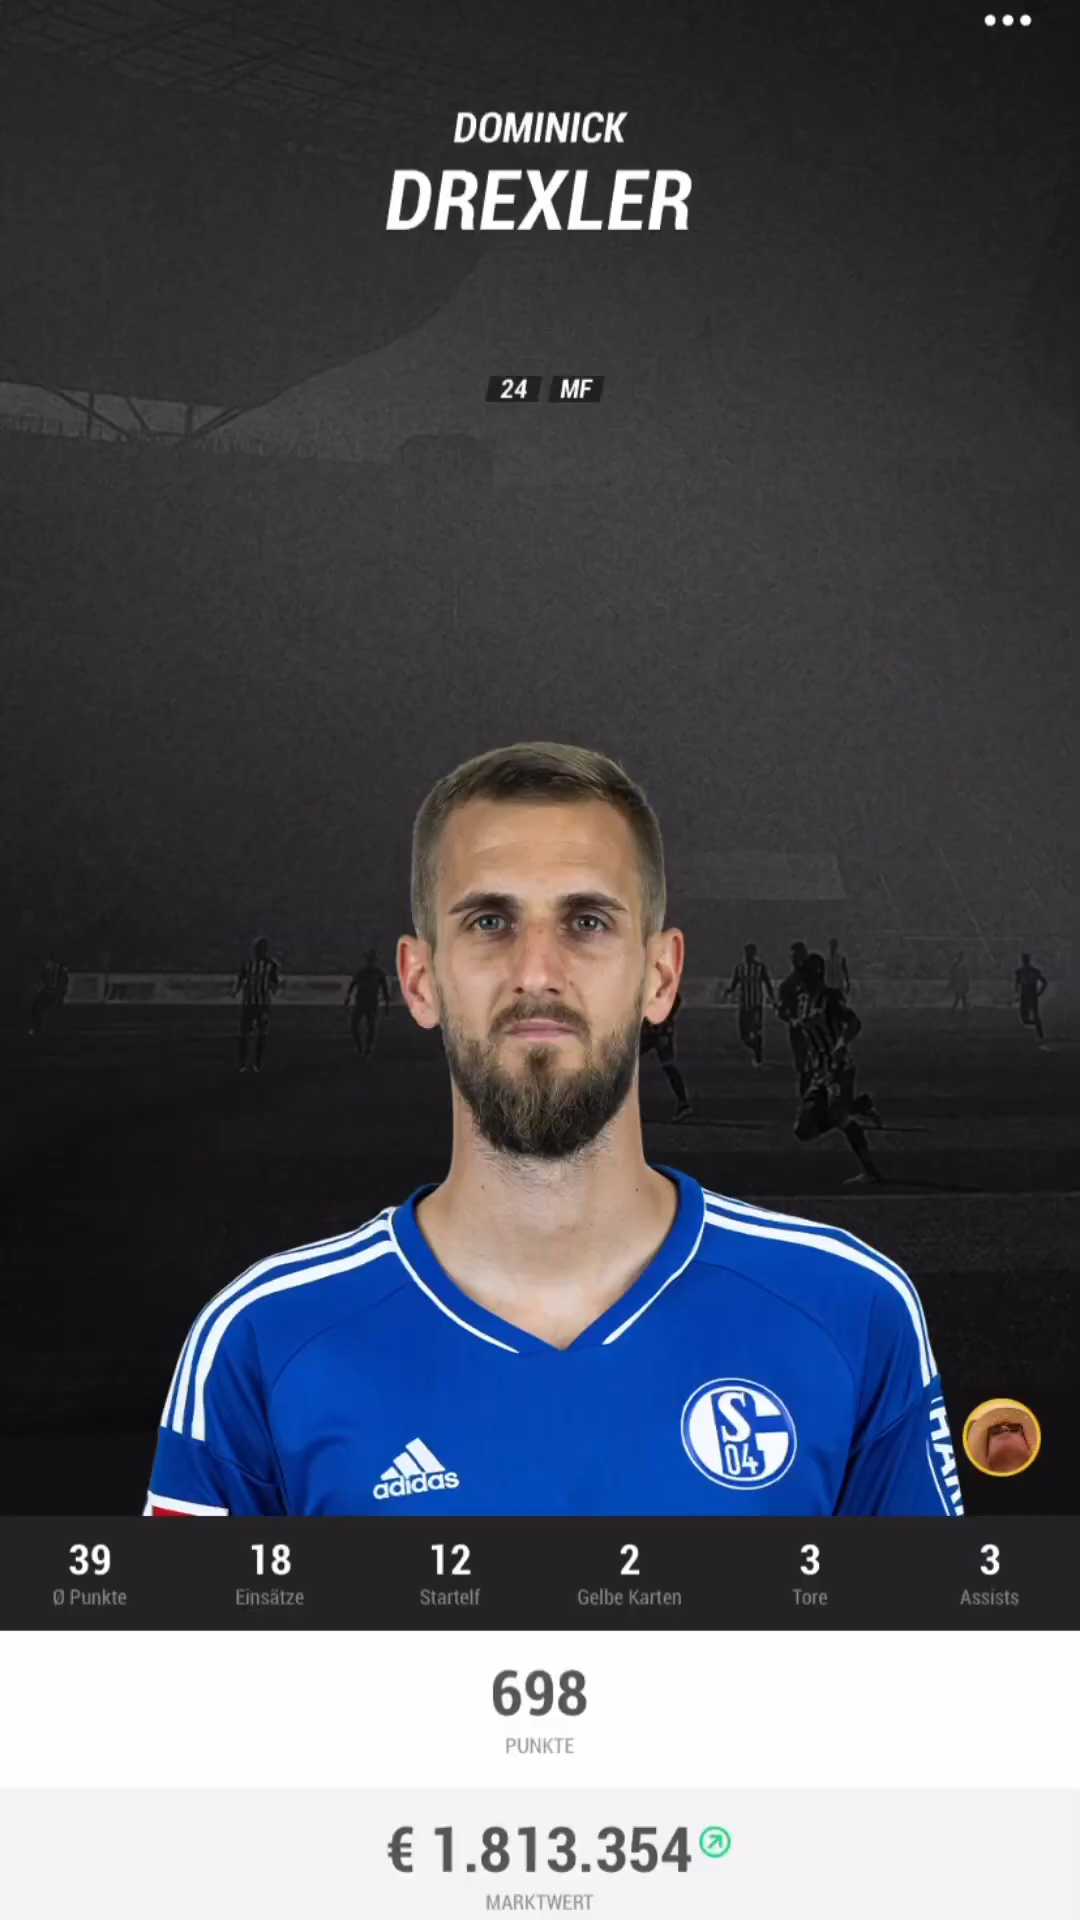 DOMINICK
DREXLER
24 MF
adidas
S
04
39 18 12 2 3 3
Ø Punkte Einsätze Startelf Gelbe Karten Tore Assists
698
PUNKTE
€ 1.813.354
MARKTWERT